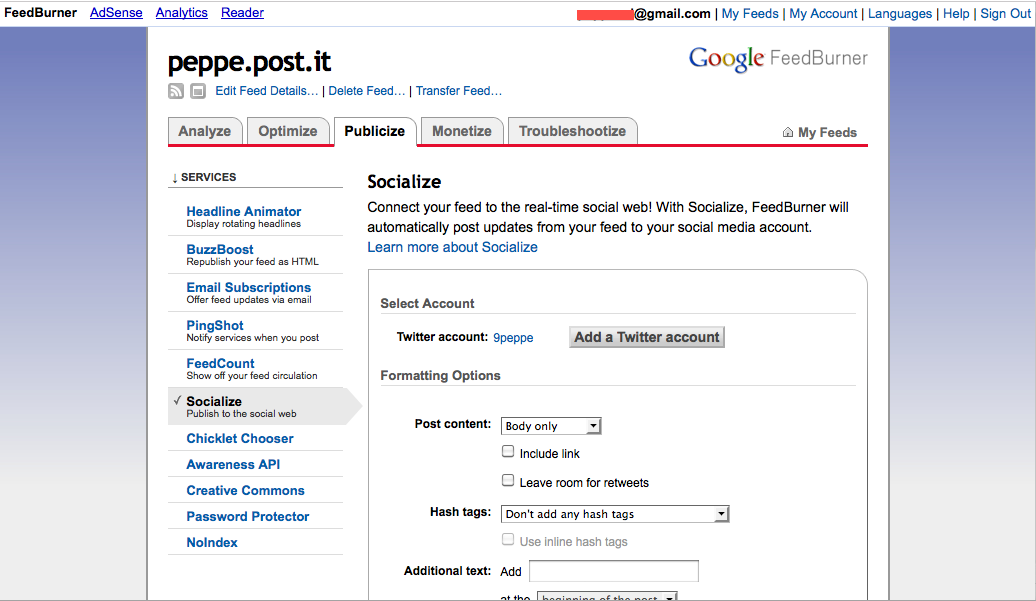 FeedBurner AdSense Analytics Reader
@gmail.com | My Feeds | My Account | Languages | Help | Sign Out
peppe.post.it
Google FeedBurner
Edit Feed Details... | Delete Feed... | Transfer Feed...
Analyze Optimize Publicize Monetize Troubleshootize My Feeds
↓ SERVICES
Headline Animator
Display rotating headlines
BuzzBoost
Republish your feed as HTML
Email Subscriptions
Offer feed updates via email
PingShot
Notify services when you post
FeedCount
Show off your feed circulation
✓ Socialize
Publish to the social web
Chicklet Chooser
Awareness API
Creative Commons
Password Protector
NoIndex
Socialize
Connect your feed to the real-time social web! With Socialize, FeedBurner will
automatically post updates from your feed to your social media account.
Learn more about Socialize
Select Account
Twitter account: 9peppe Add a Twitter account
Formatting Options
Post content: Body only
Include link
Leave room for retweets
Hash tags: Don't add any hash tags
Use inline hash tags
Additional text: Add
at the beginning of the post